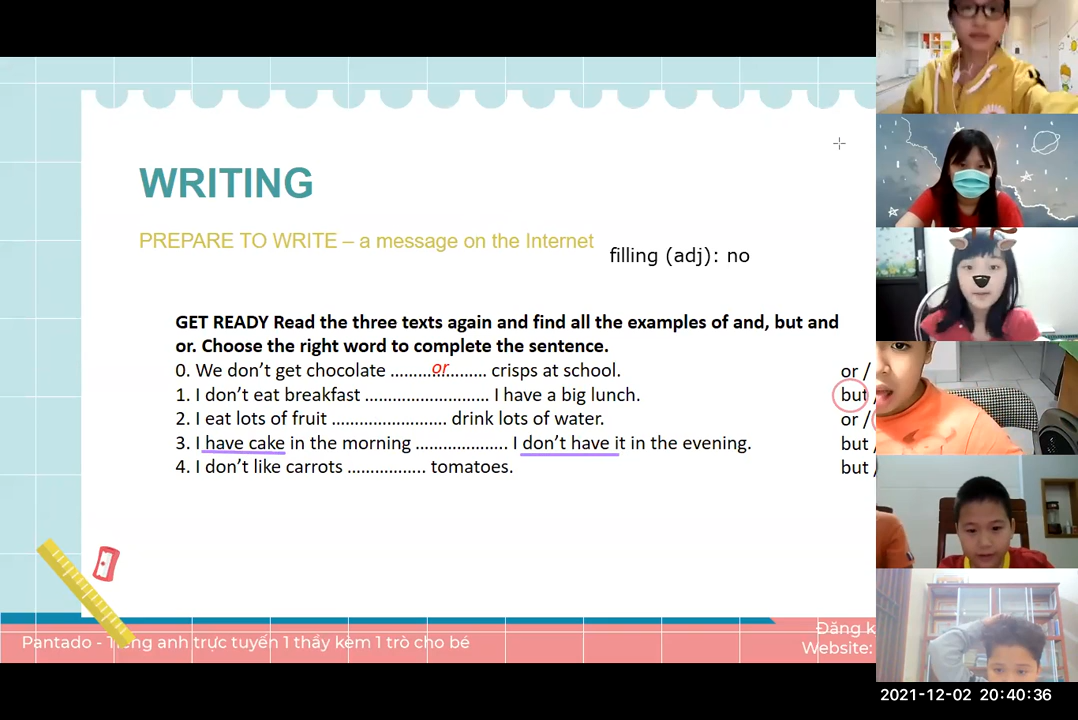 WRITING
PREPARE TO WRITE – a message on the Internet
filling (adj): no
GET READY Read the three texts again and find all the examples of and, but and
or. Choose the right word to complete the sentence.
0. We don't get chocolate .........or......... crisps at school. or /
1. I don't eat breakfast .......................... I have a big lunch. but /
2. I eat lots of fruit ........................ drink lots of water. or /
3. I have cake in the morning ................... I don't have it in the evening. but
4. I don't like carrots ................. tomatoes. but /
Pantado - Tiếng anh trực tuyến 1 thầy kèm 1 trò cho bé
Đăng k
Website:
2021-12-02 20:40:36